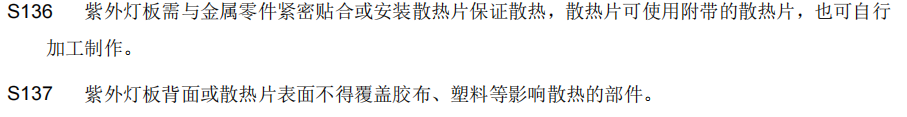 S136 紫外灯板需与金属零件紧密贴合或安装散热片保证散热，散热片可使用附带的散热片，也可自行
加工制作。
S137 紫外灯板背面或散热片表面不得覆盖胶布、塑料等影响散热的部件。